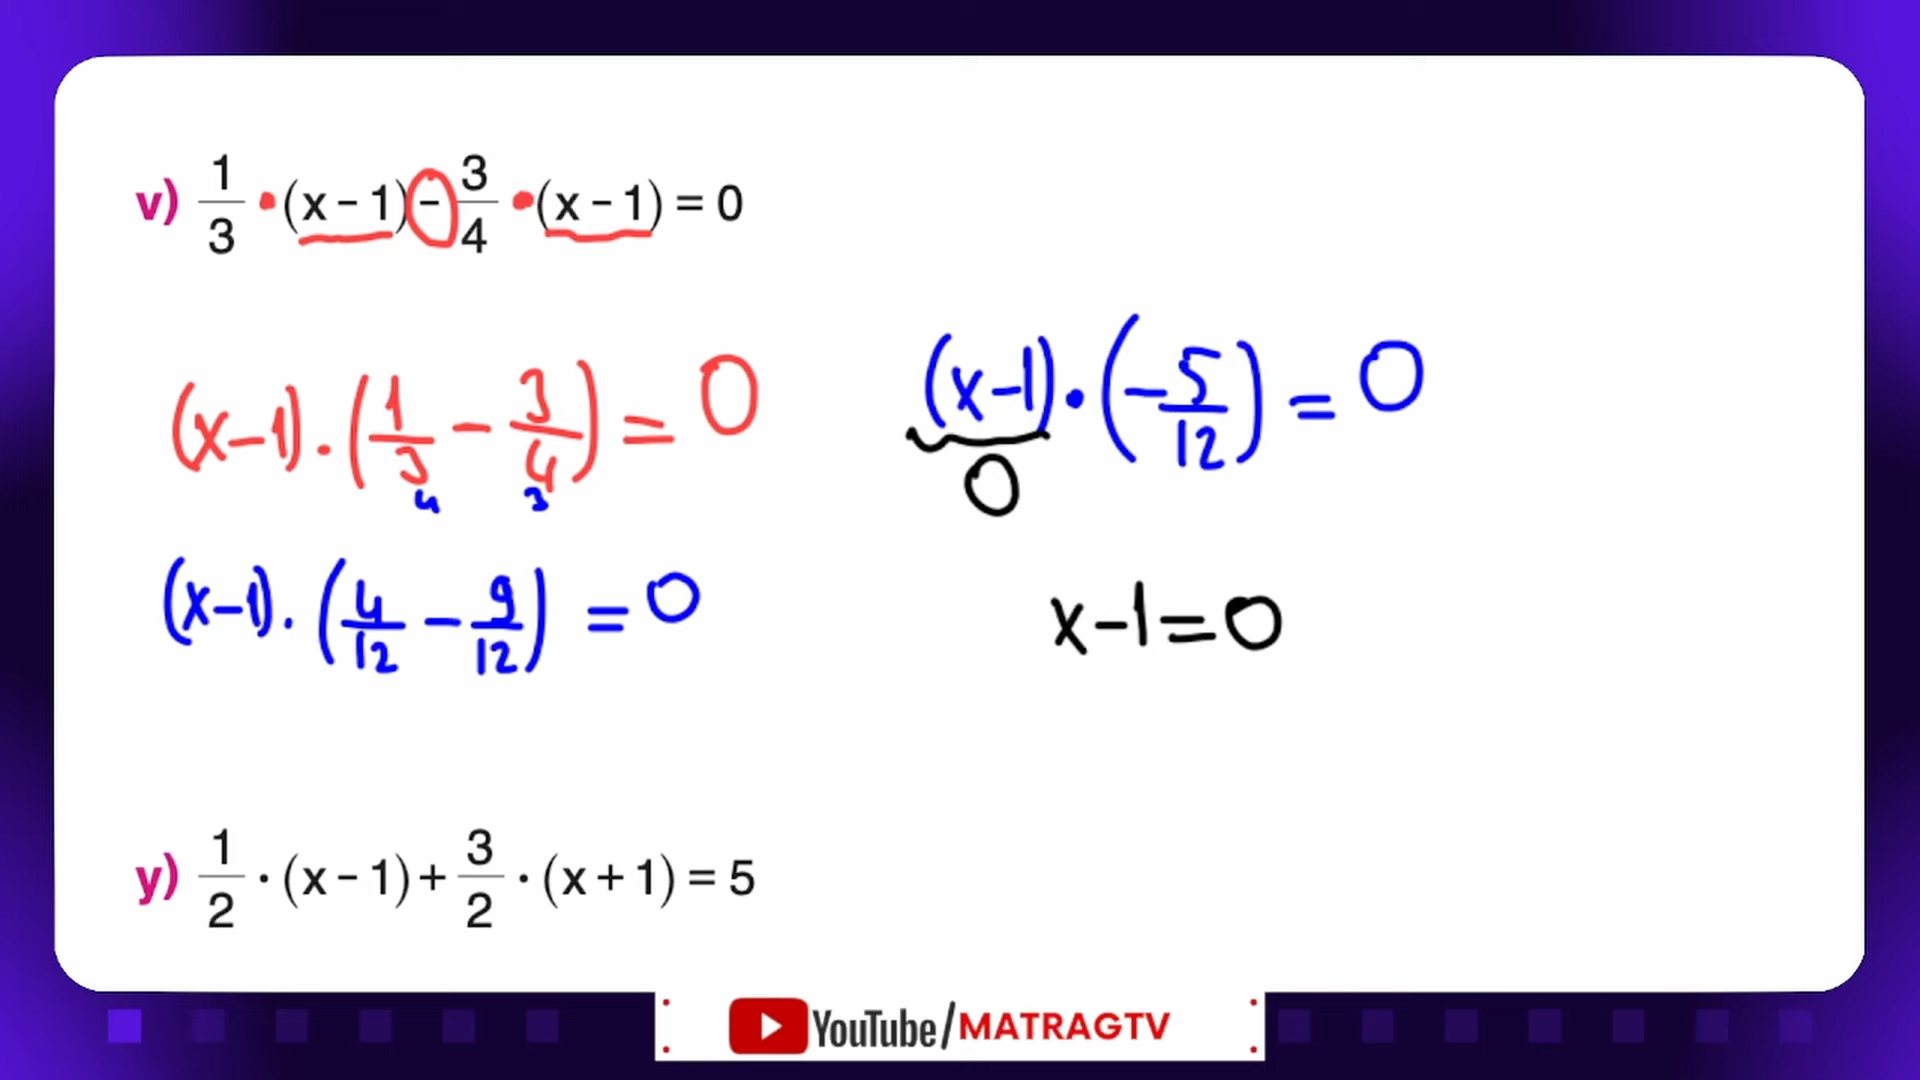 v) 1/3 • (x − 1) − 3/4 • (x − 1) = 0
(x−1) . (1/3 − 3/4) = 0
4 3
(x−1) . (4/12 − 9/12) = 0
(x−1) • (−5/12) = 0
0
x−1=0
y) 1/2 · (x − 1) + 3/2 · (x + 1) = 5
YouTube/MATRAGTV